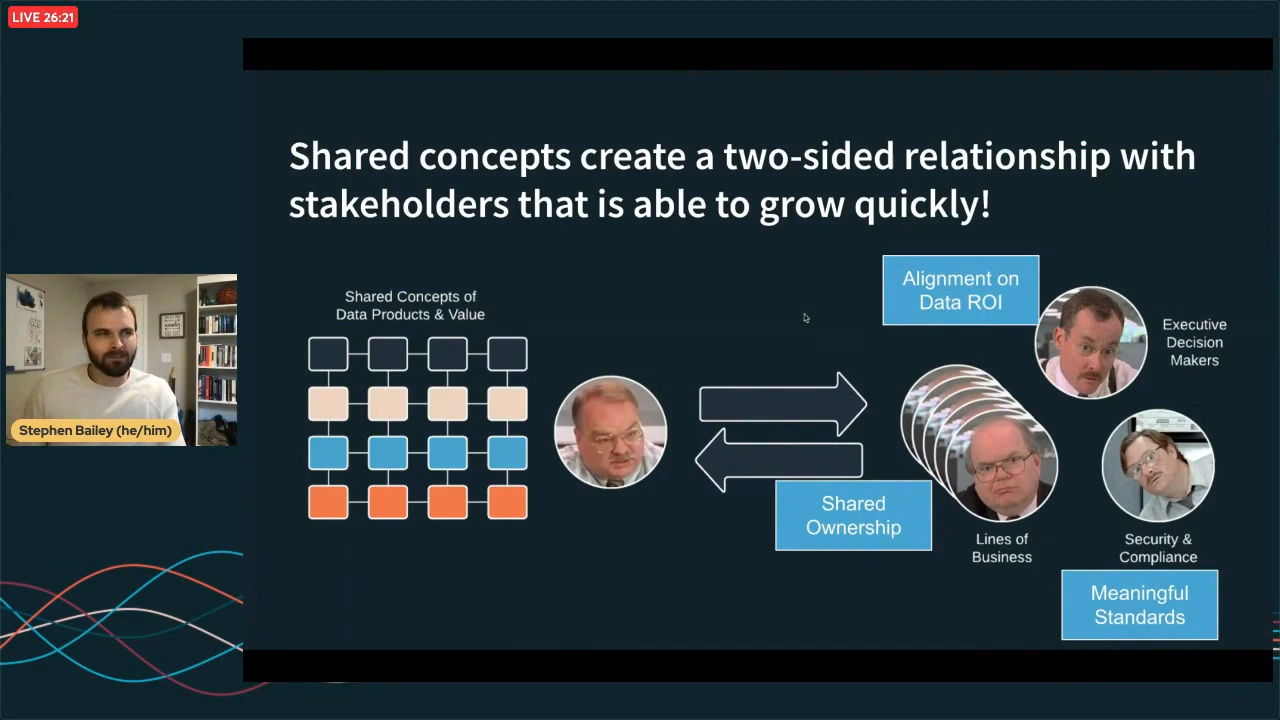 LIVE 26:21
Shared concepts create a two-sided relationship with
stakeholders that is able to grow quickly!
Shared Concepts of
Data Products & Value
Alignment on
Data ROI
Executive
Decision
Makers
Shared
Ownership
Lines of
Business
Security &
Compliance
Meaningful
Standards
Stephen Bailey (he/him)